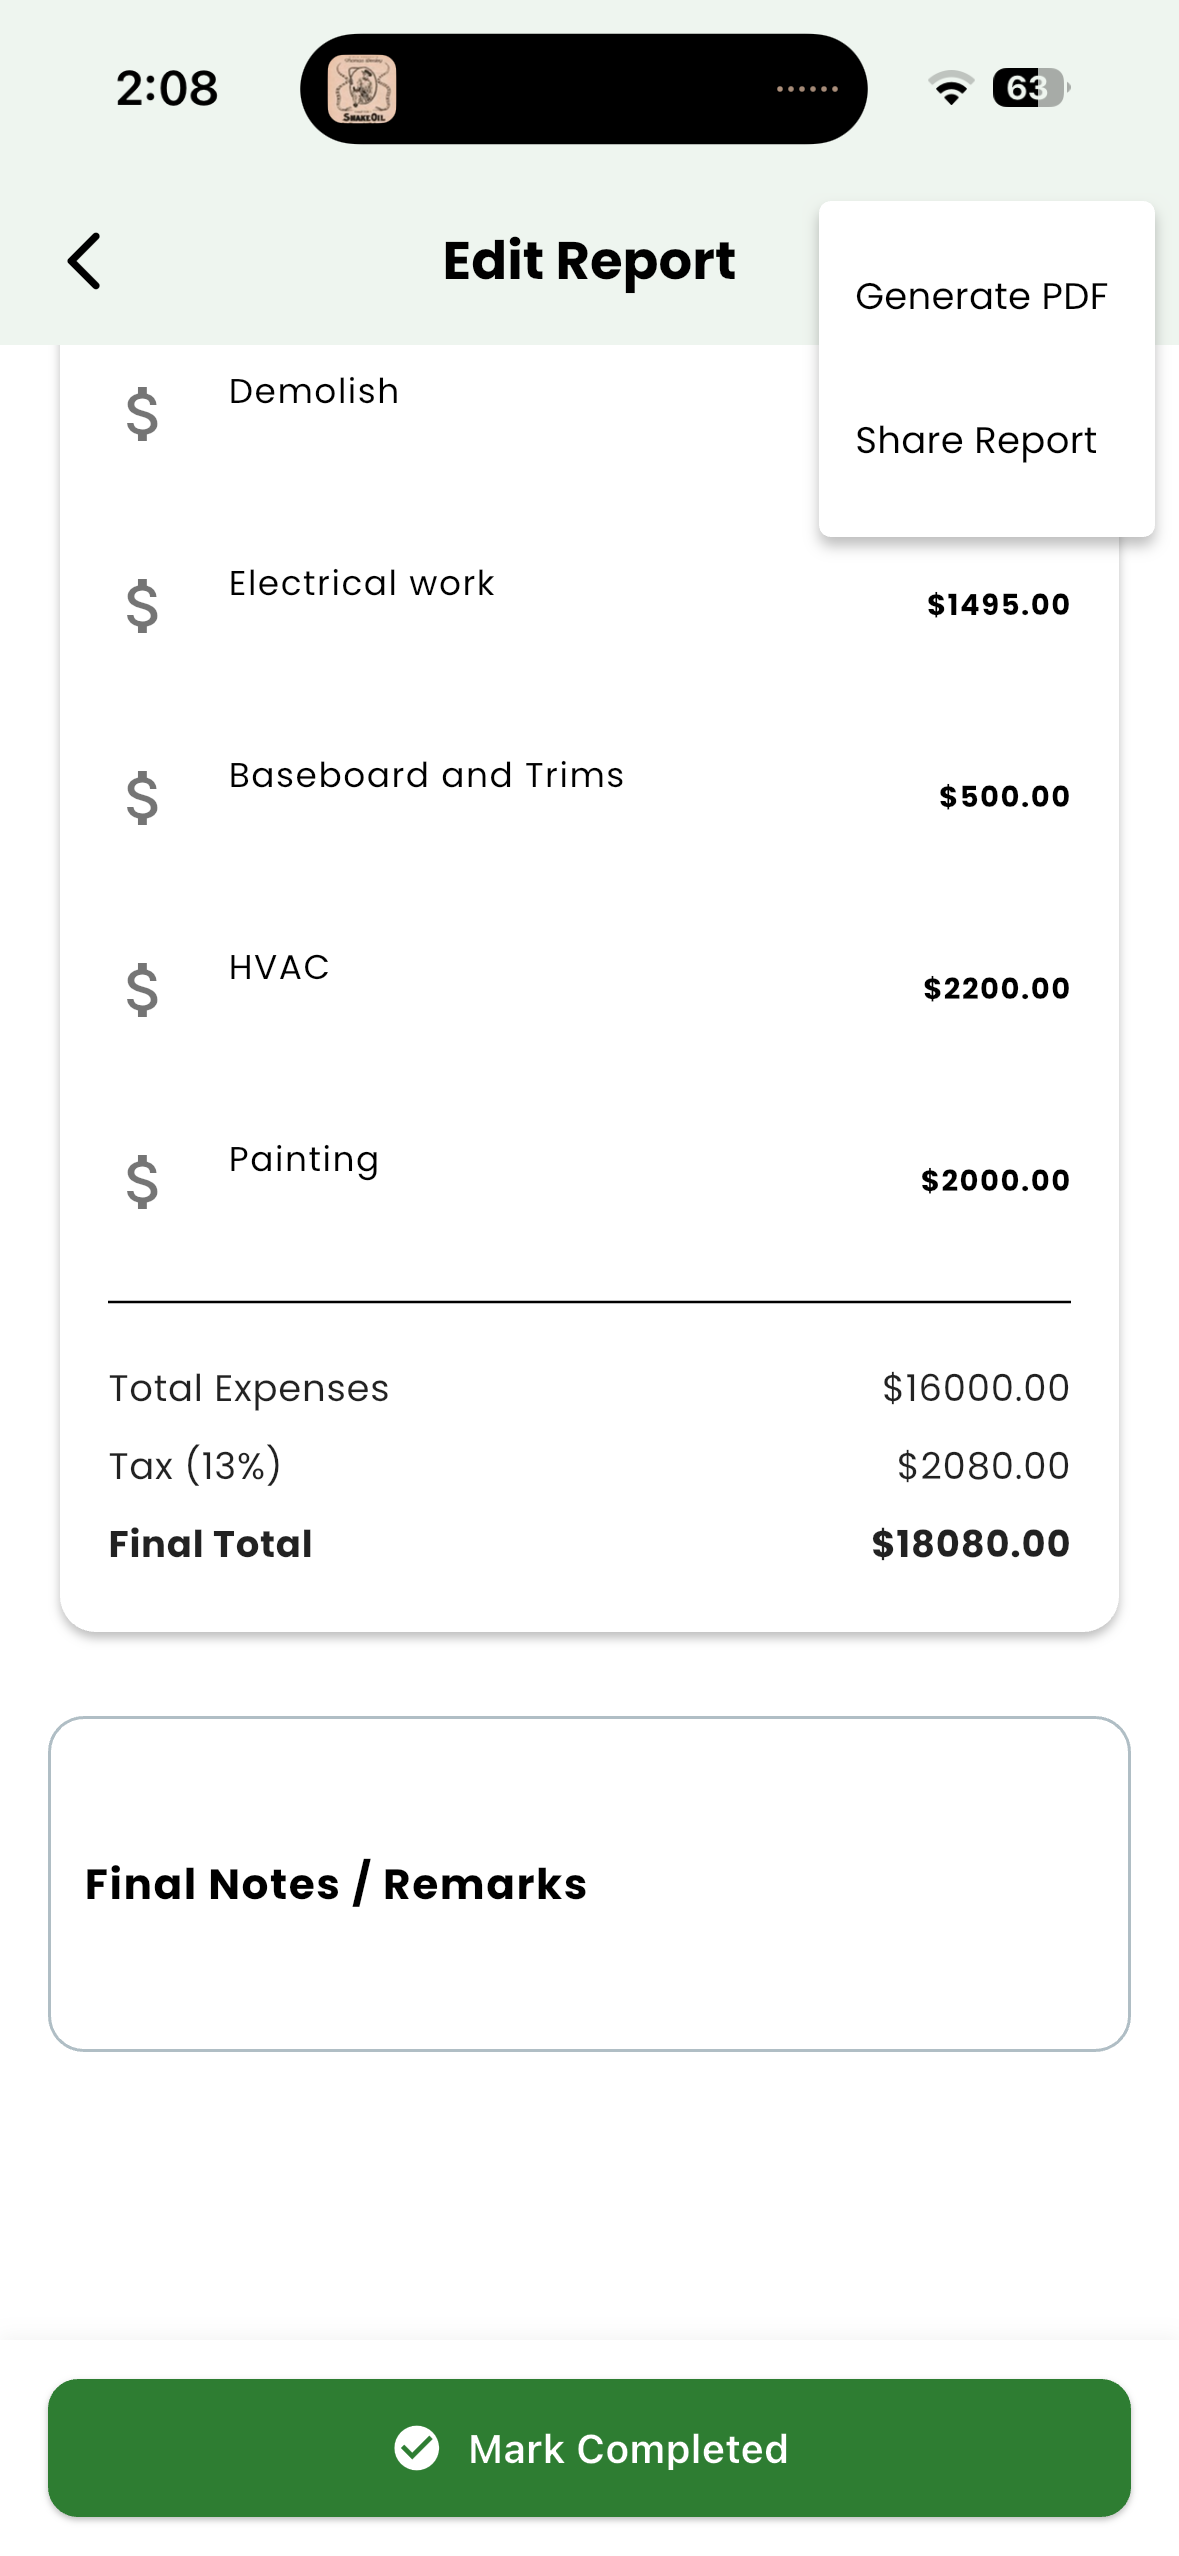 2:08
SNAKE OIL
63
Edit Report
Generate PDF
Share Report
Demolish
Electrical work
$1495.00
Baseboard and Trims
$500.00
HVAC
$2200.00
Painting
$2000.00
Total Expenses
$16000.00
Tax (13%)
$2080.00
Final Total
$18080.00
Final Notes / Remarks
Mark Completed